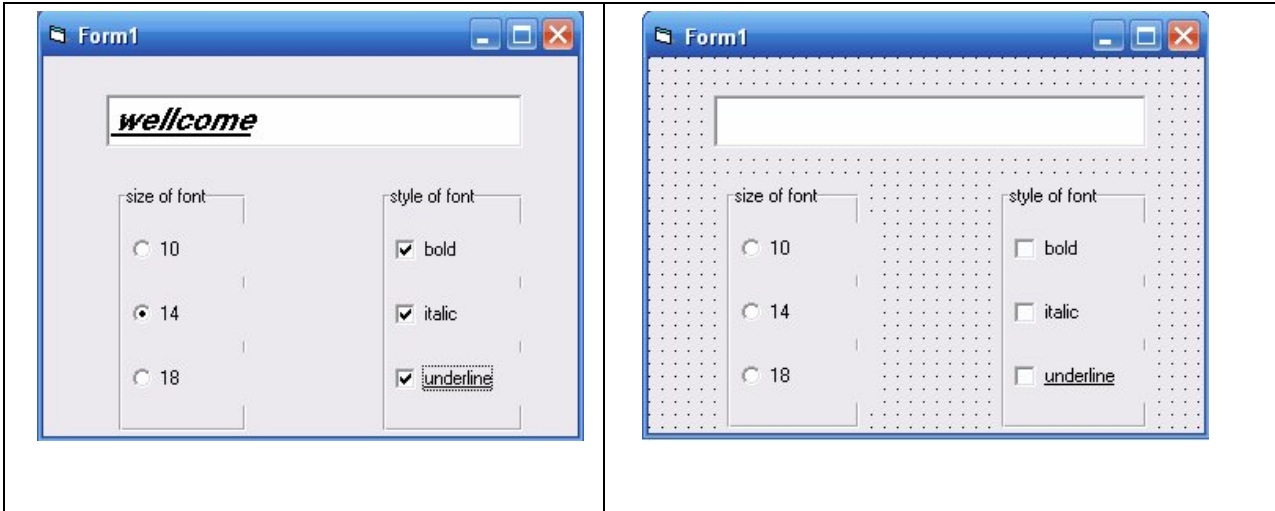 Form1
wellcome
size of font
style of font
10
bold
14
italic
18
underline
Form1
size of font
style of font
10
bold
14
italic
18
underline